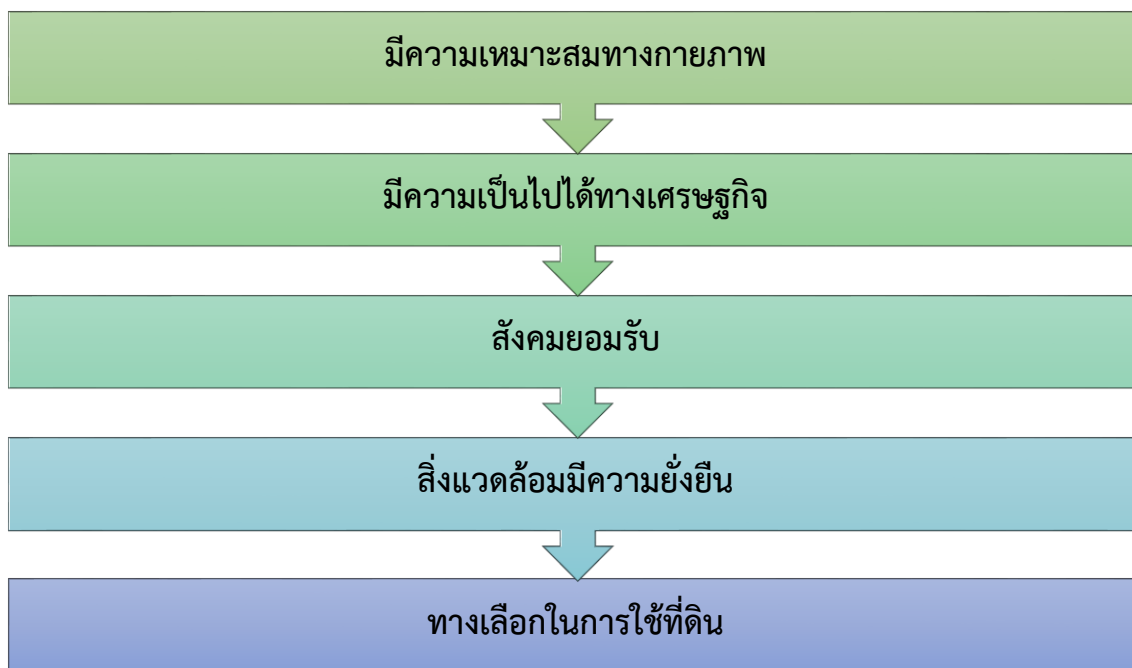 มีความเหมาะสมทางกายภาพ
มีความเป็นไปได้ทางเศรษฐกิจ
สังคมยอมรับ
สิ่งแวดล้อมมีความยั่งยืน
ทางเลือกในการใช้ที่ดิน